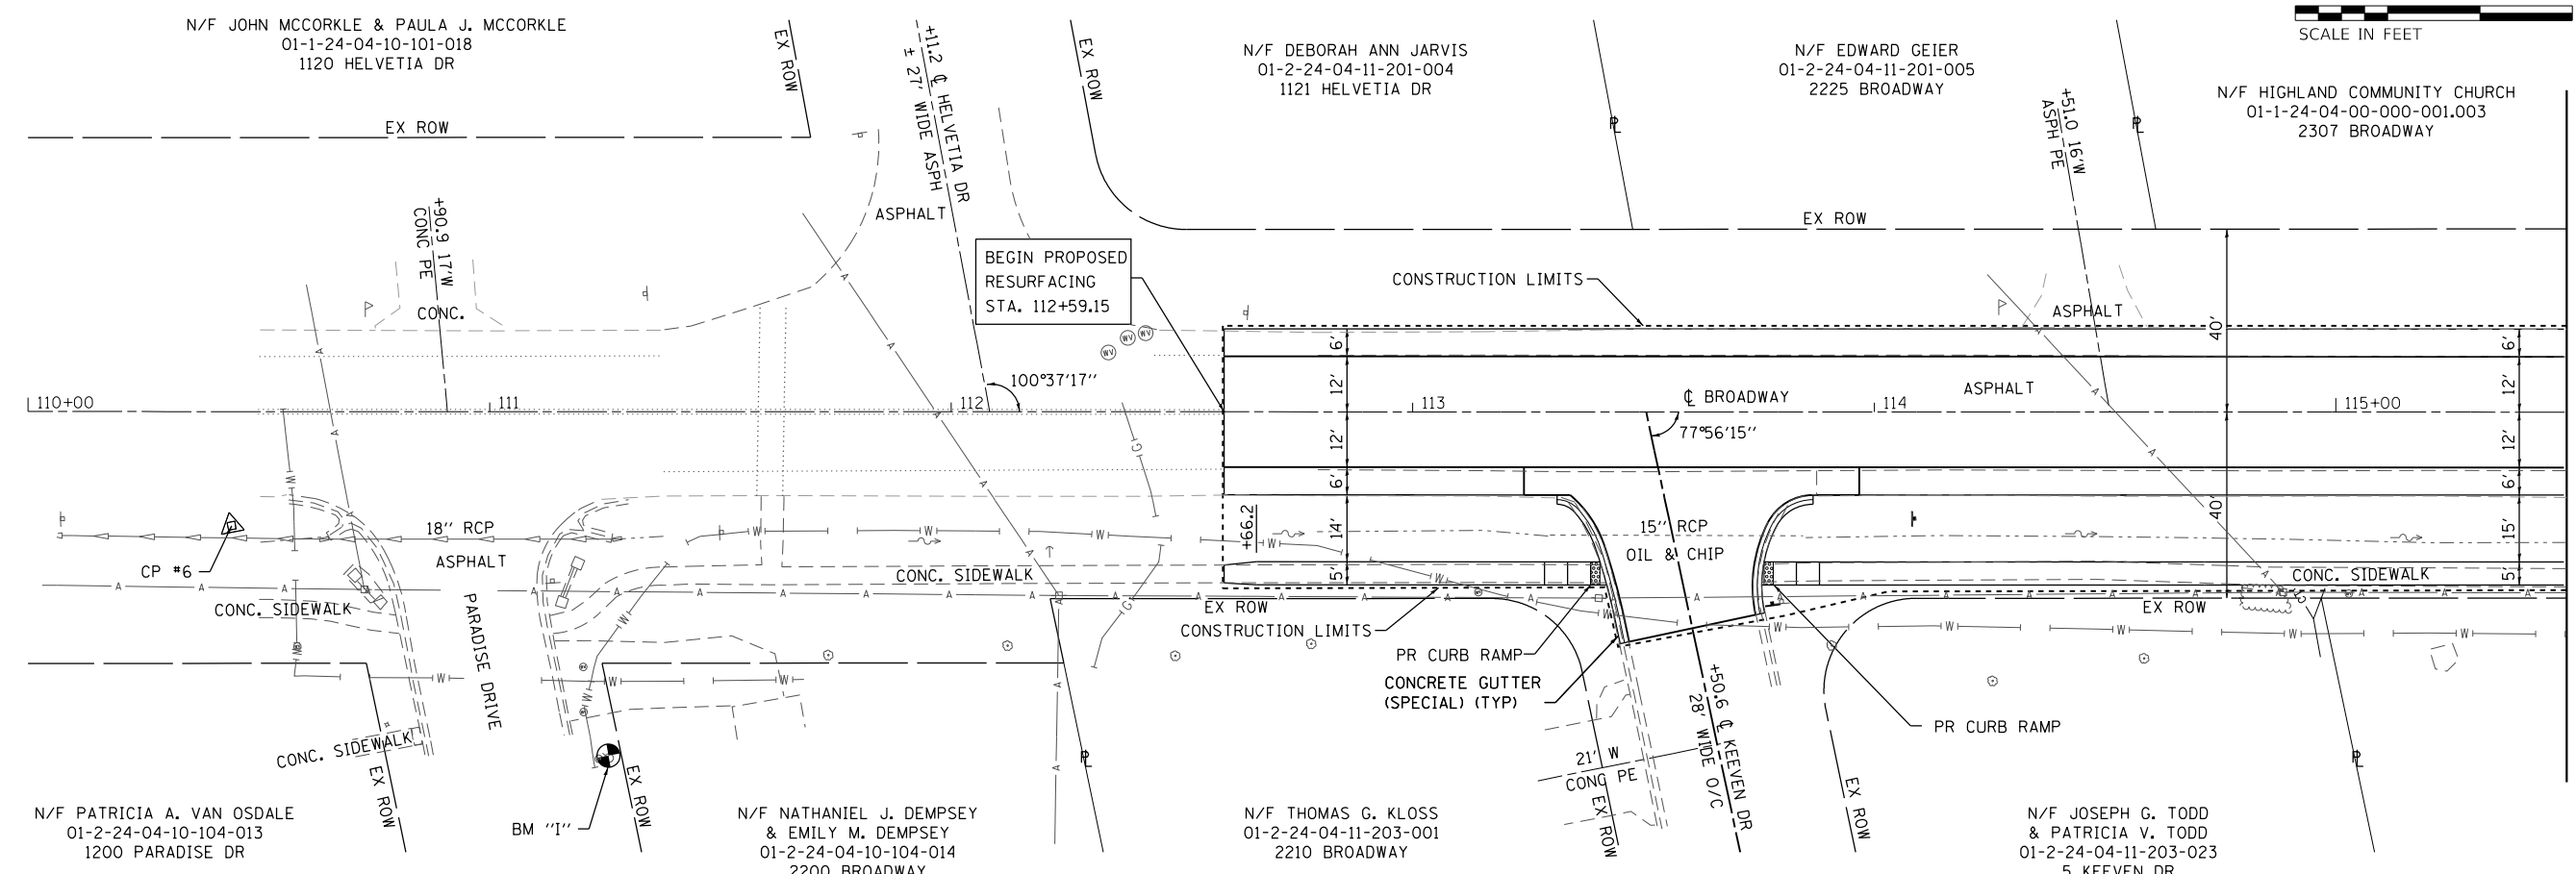 N/F JOHN MCCORKLE & PAULA J. MCCORKLE
01-1-24-04-10-101-018
1120 HELVETIA DR
EX ROW
EX ROW
+11.2 ℄ HELVETIA DR
± 27' WIDE ASPH
EX ROW
N/F DEBORAH ANN JARVIS
01-2-24-04-11-201-004
1121 HELVETIA DR
℄ BROADWAY
N/F EDWARD GEIER
01-2-24-04-11-201-005
2225 BROADWAY
SCALE IN FEET
N/F HIGHLAND COMMUNITY CHURCH
01-1-24-04-00-000-001.003
2307 BROADWAY
PL
PL
+51.0 16'W
ASPH PE
+90.9 17'W
CONC PE
CONC.
ASPHALT
EX ROW
BEGIN PROPOSED
RESURFACING
STA. 112+59.15
CONSTRUCTION LIMITS
ASPHALT
WV WV WV
100°37'17''
ASPHALT
110+00
111
112
113
114
115+00
77°56'15''
6'
12'
12'
6'
14'
5'
40'
40'
6'
12'
12'
6'
15'
5'
+66.2
18'' RCP
ASPHALT
CP #6
CONC. SIDEWALK
CONC. SIDEWALK
PARADISE DRIVE
15'' RCP
OIL & CHIP
CONC. SIDEWALK
EX ROW
EX ROW
CONSTRUCTION LIMITS
PR CURB RAMP
CONCRETE GUTTER
(SPECIAL) (TYP)
PR CURB RAMP
+50.6 ℄ KEEVEN DR
28' WIDE O/C
21' W
CONC PE
CONC. SIDEWALK
EX ROW
EX ROW
PL
EX ROW
EX ROW
PL
BM "I"
N/F PATRICIA A. VAN OSDALE
01-2-24-04-10-104-013
1200 PARADISE DR
N/F NATHANIEL J. DEMPSEY
& EMILY M. DEMPSEY
01-2-24-04-10-104-014
2200 BROADWAY
N/F THOMAS G. KLOSS
01-2-24-04-11-203-001
2210 BROADWAY
N/F JOSEPH G. TODD
& PATRICIA V. TODD
01-2-24-04-11-203-023
5 KEEVEN DR